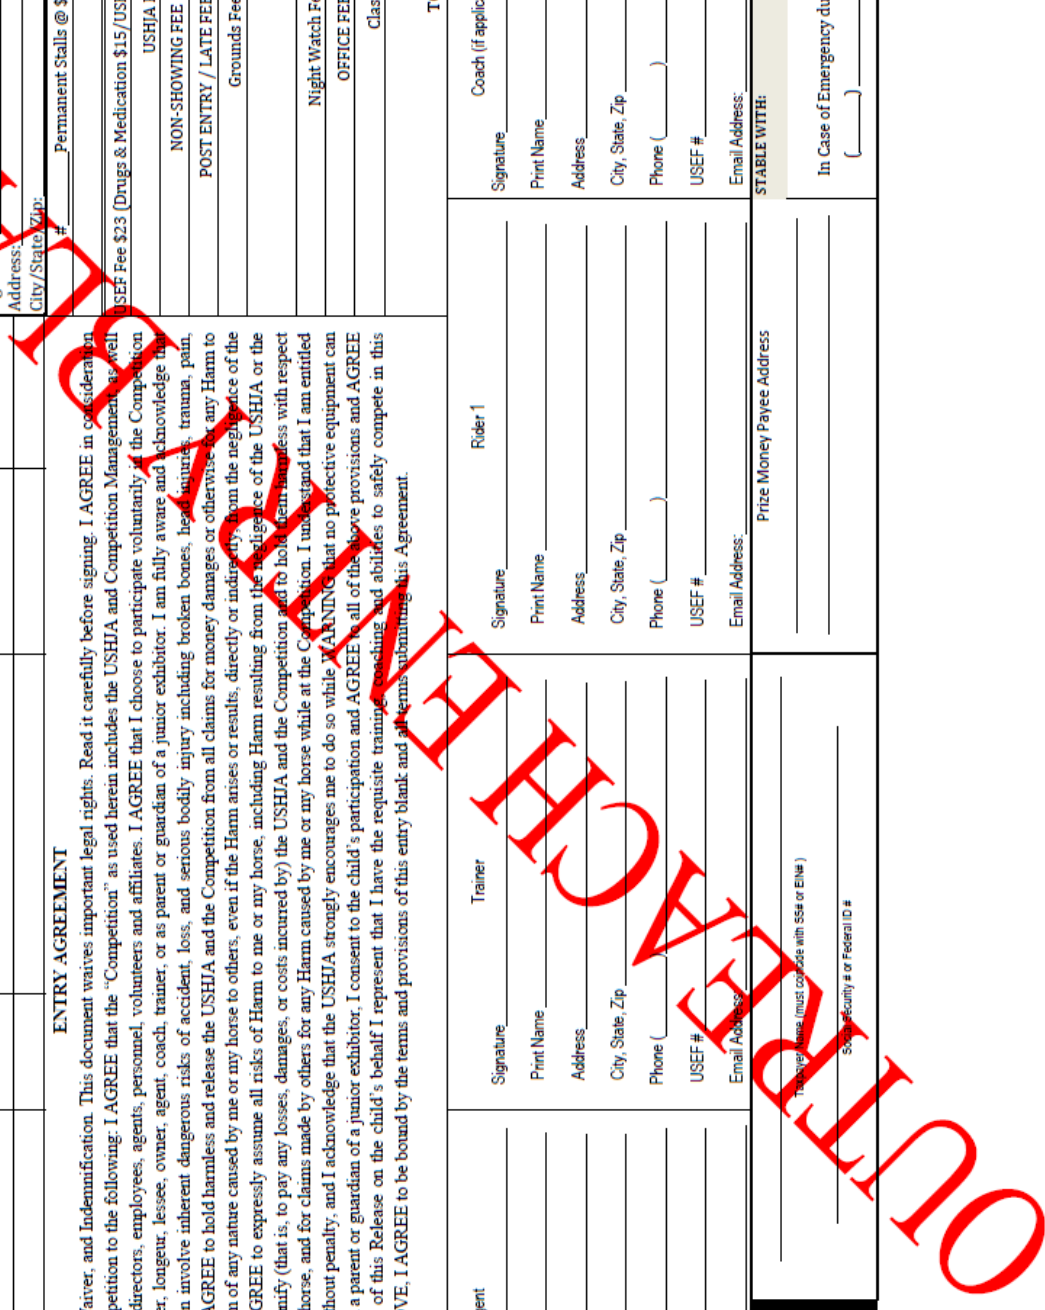 Address:
City/State/Zip:
# Permanent Stalls @ $
USEF Fee $23 (Drugs & Medication $15/USE
USHJA
NON-SHOWING FEE
POST ENTRY / LATE FEE
Grounds Fee
Night Watch Fe
OFFICE FEE
Clas
ENTRY AGREEMENT
aiver, and Indemnification. This document waives important legal rights. Read it carefully before signing. I AGREE in consideration
petition to the following: I AGREE that the “Competition” as used herein includes the USHJA and Competition Management, as well
directors, employees, agents, personnel, volunteers and affiliates. I AGREE that I choose to participate voluntarily in the Competition
r, longeur, lessee, owner, agent, coach, trainer, or as parent or guardian of a junior exhibitor. I am fully aware and acknowledge that
n involve inherent dangerous risks of accident, loss, and serious bodily injury including broken bones, head injuries, trauma, pain,
AGREE to hold harmless and release the USHJA and the Competition from all claims for money damages or otherwise for any Harm to
n of any nature caused by me or my horse to others, even if the Harm arises or results, directly or indirectly, from the negligence of the
GREE to expressly assume all risks of Harm to me or my horse, including Harm resulting from the negligence of the USHJA or the
nify (that is, to pay any losses, damages, or costs incurred by) the USHJA and the Competition and to hold them harmless with respect
horse, and for claims made by others for any Harm caused by me or my horse while at the Competition. I understand that I am entitled
hout penalty, and I acknowledge that the USHJA strongly encourages me to do so while WARNING that no protective equipment can
a parent or guardian of a junior exhibitor, I consent to the child’s participation and AGREE to all of the above provisions and AGREE
of this Release on the child’s behalf I represent that I have the requisite training, coaching and abilities to safely compete in this
VE, I AGREE to be bound by the terms and provisions of this entry blank and all terms submitting this Agreement.
gent
Trainer
Signature
Print Name
Address
City, State, Zip
Phone ( )
USEF #
Email Address:
Rider 1
Signature
Print Name
Address
City, State, Zip
Phone ( )
USEF #
Email Address:
Coach (if applic
Signature
Print Name
Address
City, State, Zip
Phone ( )
USEF #
Email Address:
Taxpayer Name (must coincide with SS# or EIN# )
Social Security # or Federal ID #
Prize Money Payee Address
STABLE WITH:
In Case of Emergency du
( )
OUTREACH ENTRY BLA